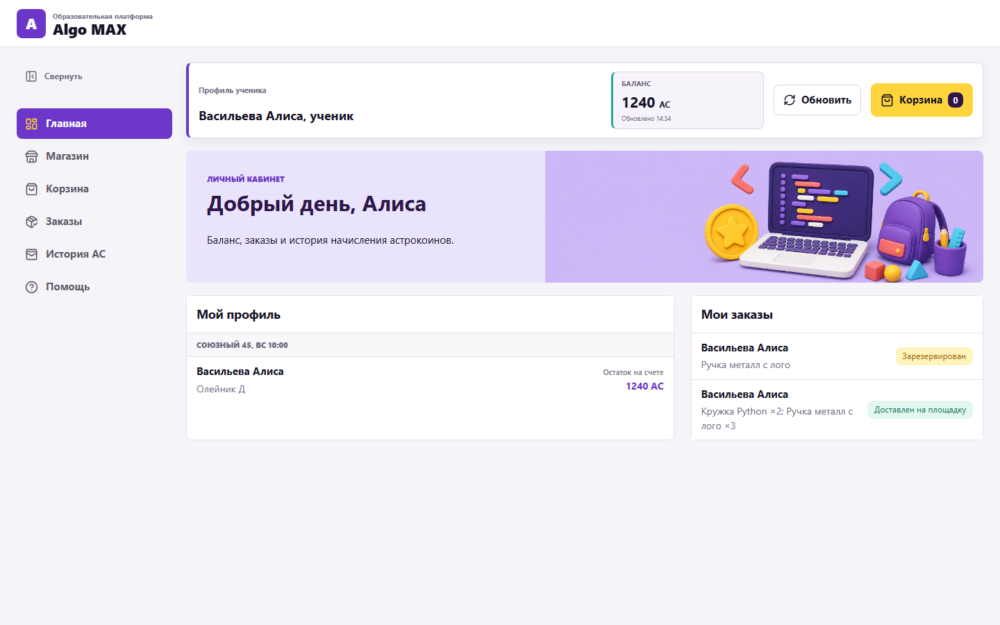 A
Образовательная платформа
Algo MAX
Свернуть
Главная
Магазин
Корзина
Заказы
История АС
Помощь
Профиль ученика
Васильева Алиса, ученик
БАЛАНС
1240 АС
Обновлено 14:34
Обновить
Корзина 0
ЛИЧНЫЙ КАБИНЕТ
Добрый день, Алиса
Баланс, заказы и история начисления астрокоинов.
Мой профиль
СОЮЗНЫЙ 45, ВС 10:00
Васильева Алиса
Олейник Д
Остаток на счете
1240 АС
Мои заказы
Васильева Алиса
Ручка металл с лого
Зарезервирован
Васильева Алиса
Кружка Python ×2; Ручка металл с
лого ×3
Доставлен на площадку